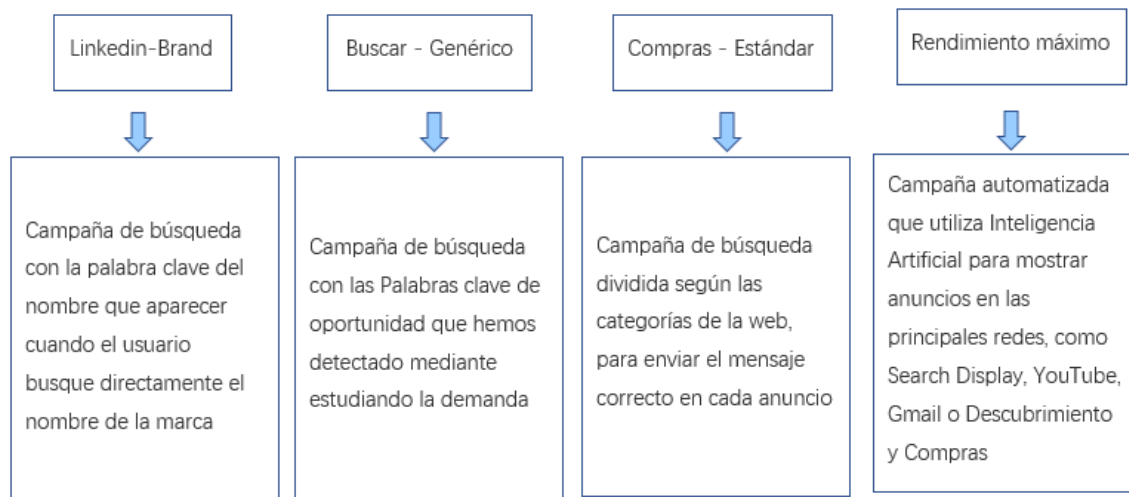 Linkedin-Brand
Buscar - Genérico
Compras - Estándar
Rendimiento máximo
Campaña de búsqueda
con la palabra clave del
nombre que aparecer
cuando el usuario
busque directamente el
nombre de la marca
Campaña de búsqueda
con las Palabras clave de
oportunidad que hemos
detectado mediante
estudiando la demanda
Campaña de búsqueda
dividida según las
categorías de la web,
para enviar el mensaje
correcto en cada anuncio
Campaña automatizada
que utiliza Inteligencia
Artificial para mostrar
anuncios en las
principales redes, como
Search Display, YouTube,
Gmail o Descubrimiento
y Compras